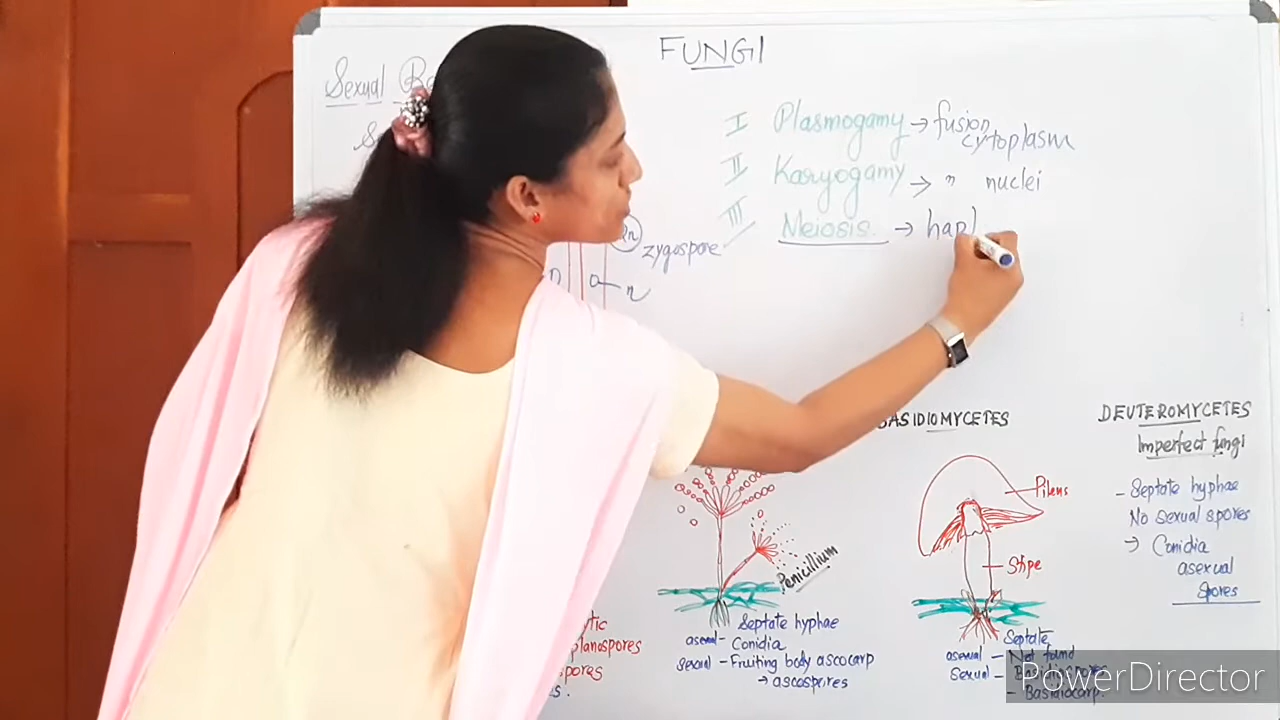 FUNGI
Sexual
I Plasmogamy → fusion
cytoplasm
II Karyogamy → " nuclei
III Meiosis → hapl
2n
zygospore
n
BASIDIOMYCETES
DEUTEROMYCETES
Imperfect fungi
- Septate hyphae
No sexual spores
→ Conidia
asexual
Spores
Pileus
Stipe
Penicillium
Septate hyphae
asexual - Conidia
Sexual - Fruiting body ascocarp
→ ascospores
Septate
asexual - Not found
Sexual - Basidiospores
- Basidiocarp.
PowerDirector